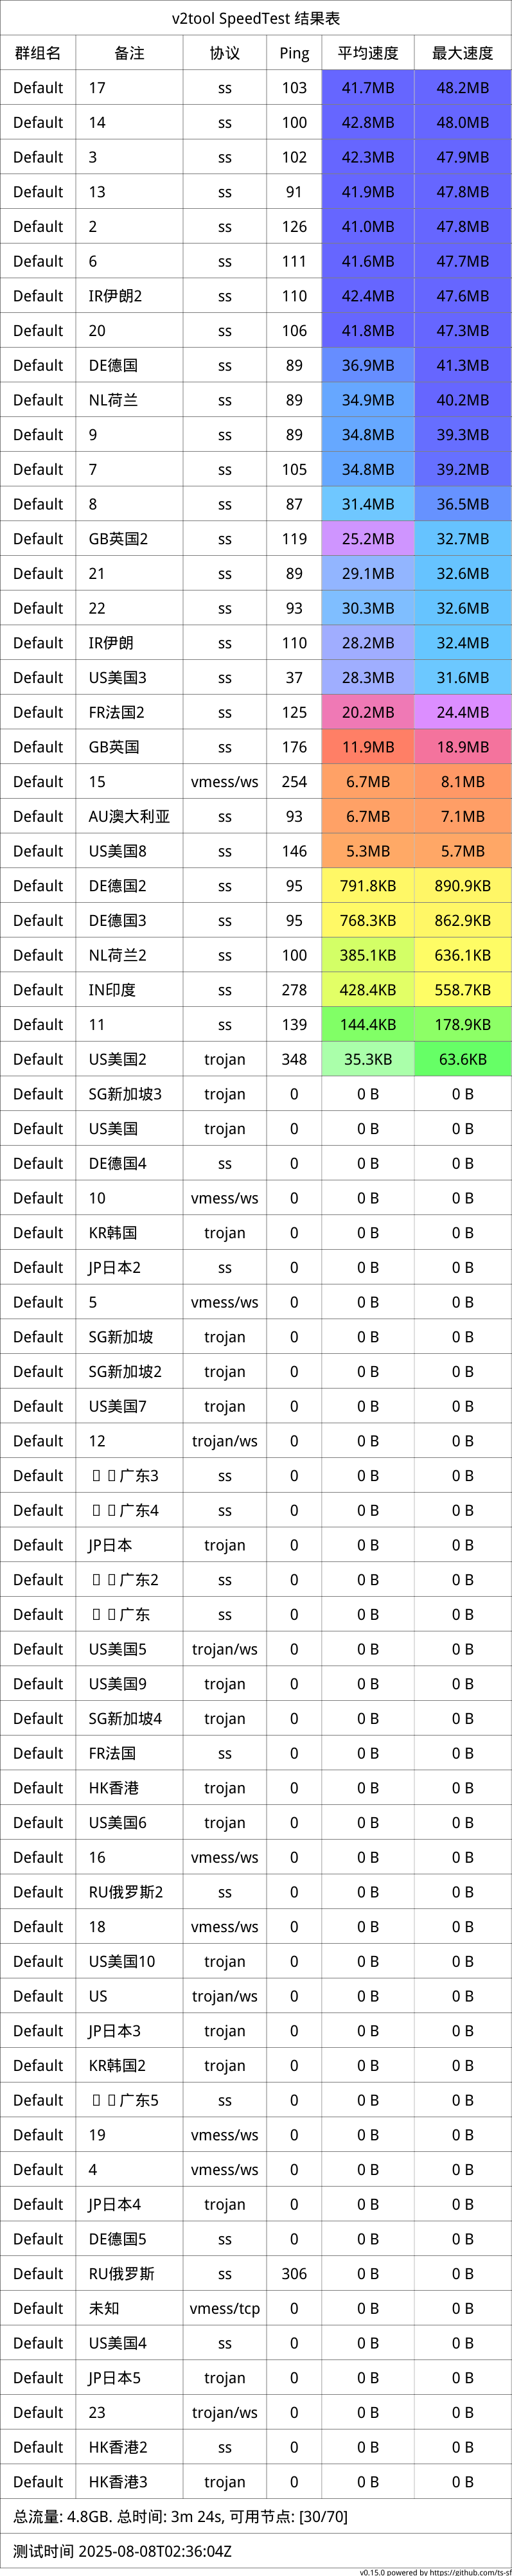 v2tool SpeedTest 结果表
群组名 备注 协议 Ping 平均速度 最大速度
Default 17 ss 103 41.7MB 48.2MB
Default 14 ss 100 42.8MB 48.0MB
Default 3 ss 102 42.3MB 47.9MB
Default 13 ss 91 41.9MB 47.8MB
Default 2 ss 126 41.0MB 47.8MB
Default 6 ss 111 41.6MB 47.7MB
Default IR伊朗2 ss 110 42.4MB 47.6MB
Default 20 ss 106 41.8MB 47.3MB
Default DE德国 ss 89 36.9MB 41.3MB
Default NL荷兰 ss 89 34.9MB 40.2MB
Default 9 ss 89 34.8MB 39.3MB
Default 7 ss 105 34.8MB 39.2MB
Default 8 ss 87 31.4MB 36.5MB
Default GB英国2 ss 119 25.2MB 32.7MB
Default 21 ss 89 29.1MB 32.6MB
Default 22 ss 93 30.3MB 32.6MB
Default IR伊朗 ss 110 28.2MB 32.4MB
Default US美国3 ss 37 28.3MB 31.6MB
Default FR法国2 ss 125 20.2MB 24.4MB
Default GB英国 ss 176 11.9MB 18.9MB
Default 15 vmess/ws 254 6.7MB 8.1MB
Default AU澳大利亚 ss 93 6.7MB 7.1MB
Default US美国8 ss 146 5.3MB 5.7MB
Default DE德国2 ss 95 791.8KB 890.9KB
Default DE德国3 ss 95 768.3KB 862.9KB
Default NL荷兰2 ss 100 385.1KB 636.1KB
Default IN印度 ss 278 428.4KB 558.7KB
Default 11 ss 139 144.4KB 178.9KB
Default US美国2 trojan 348 35.3KB 63.6KB
Default SG新加坡3 trojan 0 0 B 0 B
Default US美国 trojan 0 0 B 0 B
Default DE德国4 ss 0 0 B 0 B
Default 10 vmess/ws 0 0 B 0 B
Default KR韩国 trojan 0 0 B 0 B
Default JP日本2 ss 0 0 B 0 B
Default 5 vmess/ws 0 0 B 0 B
Default SG新加坡 trojan 0 0 B 0 B
Default SG新加坡2 trojan 0 0 B 0 B
Default US美国7 trojan 0 0 B 0 B
Default 12 trojan/ws 0 0 B 0 B
Default 广东3 ss 0 0 B 0 B
Default 广东4 ss 0 0 B 0 B
Default JP日本 trojan 0 0 B 0 B
Default 广东2 ss 0 0 B 0 B
Default 广东 ss 0 0 B 0 B
Default US美国5 trojan/ws 0 0 B 0 B
Default US美国9 trojan 0 0 B 0 B
Default SG新加坡4 trojan 0 0 B 0 B
Default FR法国 ss 0 0 B 0 B
Default HK香港 trojan 0 0 B 0 B
Default US美国6 trojan 0 0 B 0 B
Default 16 vmess/ws 0 0 B 0 B
Default RU俄罗斯2 ss 0 0 B 0 B
Default 18 vmess/ws 0 0 B 0 B
Default US美国10 trojan 0 0 B 0 B
Default US trojan/ws 0 0 B 0 B
Default JP日本3 trojan 0 0 B 0 B
Default KR韩国2 trojan 0 0 B 0 B
Default 广东5 ss 0 0 B 0 B
Default 19 vmess/ws 0 0 B 0 B
Default 4 vmess/ws 0 0 B 0 B
Default JP日本4 trojan 0 0 B 0 B
Default DE德国5 ss 0 0 B 0 B
Default RU俄罗斯 ss 306 0 B 0 B
Default 未知 vmess/tcp 0 0 B 0 B
Default US美国4 ss 0 0 B 0 B
Default JP日本5 trojan 0 0 B 0 B
Default 23 trojan/ws 0 0 B 0 B
Default HK香港2 ss 0 0 B 0 B
Default HK香港3 trojan 0 0 B 0 B
总流量: 4.8GB. 总时间: 3m 24s, 可用节点: [30/70]
测试时间 2025-08-08T02:36:04Z
v0.15.0 powered by https://github.com/ts-sf